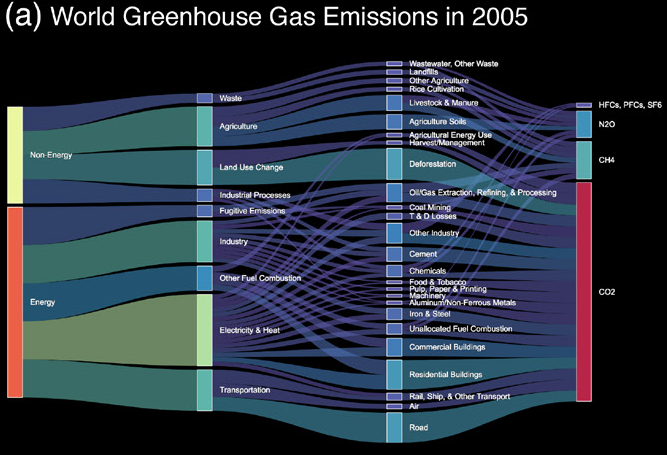 (a) World Greenhouse Gas Emissions in 2005
Non-Energy
Energy
Waste
Agriculture
Land Use Change
Industrial Processes
Fugitive Emissions
Industry
Other Fuel Combustion
Electricity & Heat
Transportation
Wastewater, Other Waste
Landfills
Other Agriculture
Rice Cultivation
Livestock & Manure
Agriculture Soils
Agricultural Energy Use
Harvest/Management
Deforestation
Oil/Gas Extraction, Refining, & Processing
Coal Mining
T & D Losses
Other Industry
Cement
Chemicals
Food & Tobacco
Pulp, Paper & Printing
Machinery
Aluminum/Non-Ferrous Metals
Iron & Steel
Unallocated Fuel Combustion
Commercial Buildings
Residential Buildings
Rail, Ship, & Other Transport
Air
Road
HFCs, PFCs, SF6
N2O
CH4
CO2